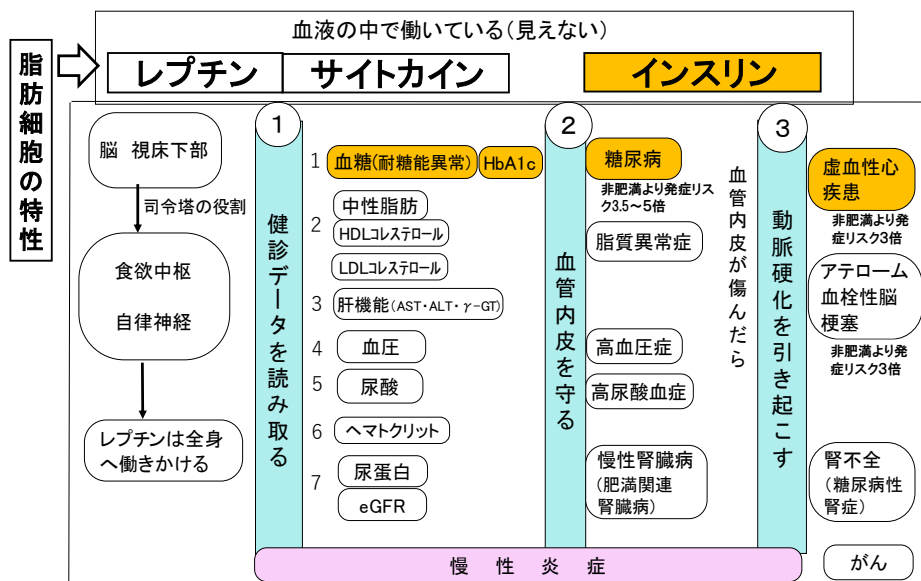 血液の中で働いている(見えない)
脂肪細胞の特性
レプチン
サイトカイン
インスリン
脳 視床下部
司令塔の役割
食欲中枢
自律神経
レプチンは全身
へ働きかける
1
健診データを読み取る
1
血糖(耐糖能異常)
HbA1c
2
中性脂肪
HDLコレステロール
LDLコレステロール
3
肝機能(AST・ALT・γ-GT)
4
血圧
5
尿酸
6
ヘマトクリット
7
尿蛋白
eGFR
2
血管内皮を守る
糖尿病
非肥満より発症リス
ク3.5~5倍
脂質異常症
高血圧症
高尿酸血症
慢性腎臓病
(肥満関連
腎臓病)
血管内皮が傷んだら
3
動脈硬化を引き起こす
虚血性心
疾患
非肥満より発
症リスク3倍
アテローム
血栓性脳
梗塞
非肥満より発
症リスク3倍
腎不全
(糖尿病性
腎症)
がん
慢性炎症